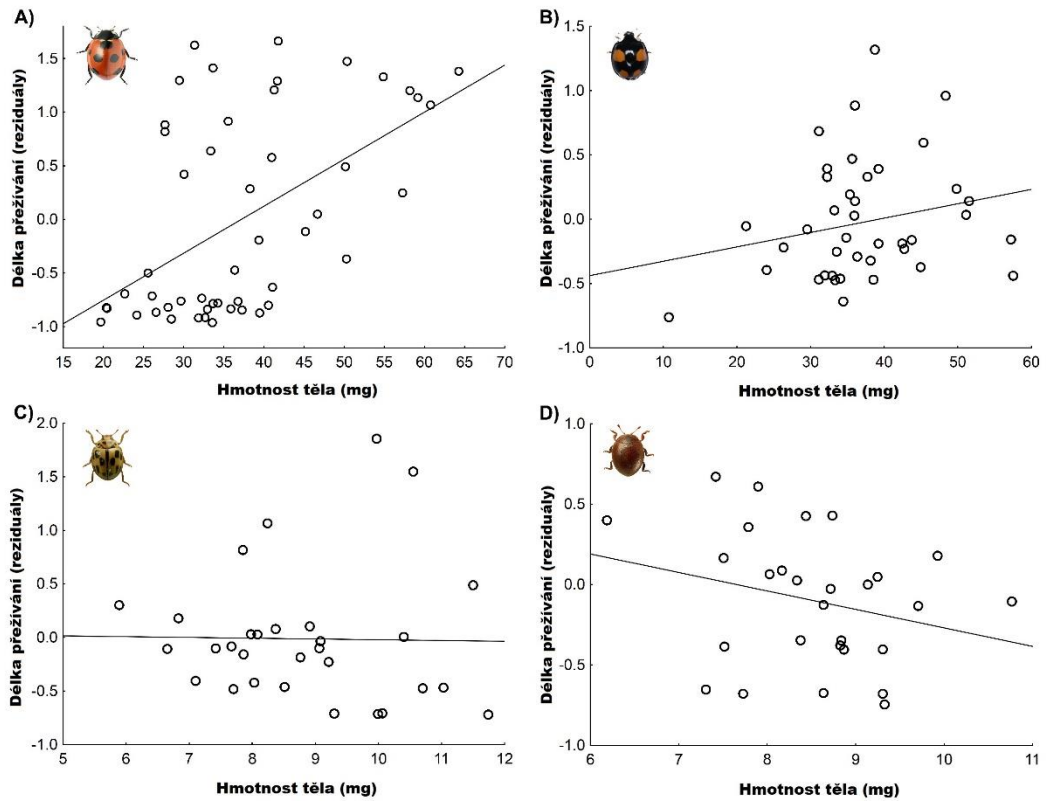 A)
Délka přežívání (reziduály)
1.5
1.0
0.5
0.0
-0.5
-1.0
15 20 25 30 35 40 45 50 55 60 65 70
Hmotnost těla (mg)
B)
Délka přežívání (reziduály)
1.5
1.0
0.5
0.0
-0.5
-1.0
0 10 20 30 40 50 60
Hmotnost těla (mg)
C)
Délka přežívání (reziduály)
2.0
1.5
1.0
0.5
0.0
-0.5
-1.0
5 6 7 8 9 10 11 12
Hmotnost těla (mg)
D)
Délka přežívání (reziduály)
1.0
0.5
0.0
-0.5
-1.0
6 7 8 9 10 11
Hmotnost těla (mg)